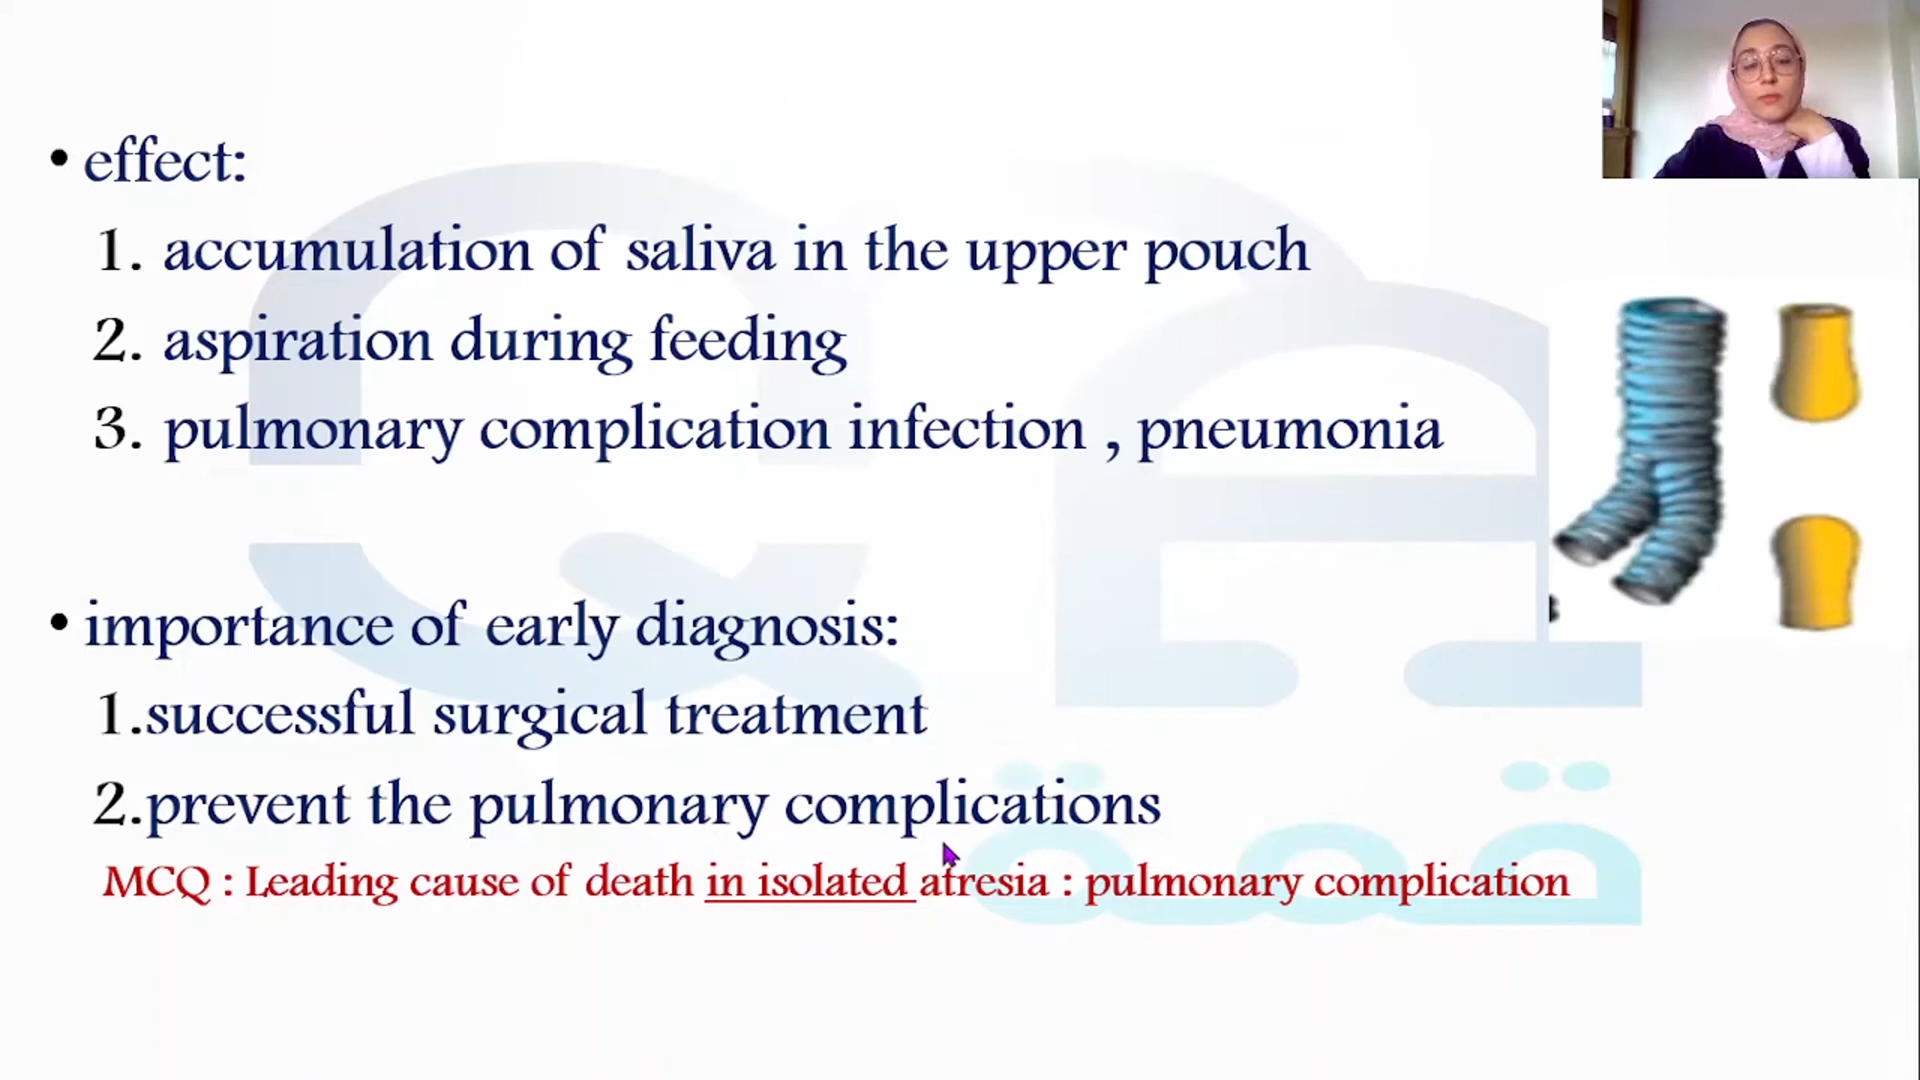 • effect:
1. accumulation of saliva in the upper pouch
2. aspiration during feeding
3. pulmonary complication infection , pneumonia
• importance of early diagnosis:
1.successful surgical treatment
2.prevent the pulmonary complications
MCQ : Leading cause of death in isolated atresia : pulmonary complication
قمة